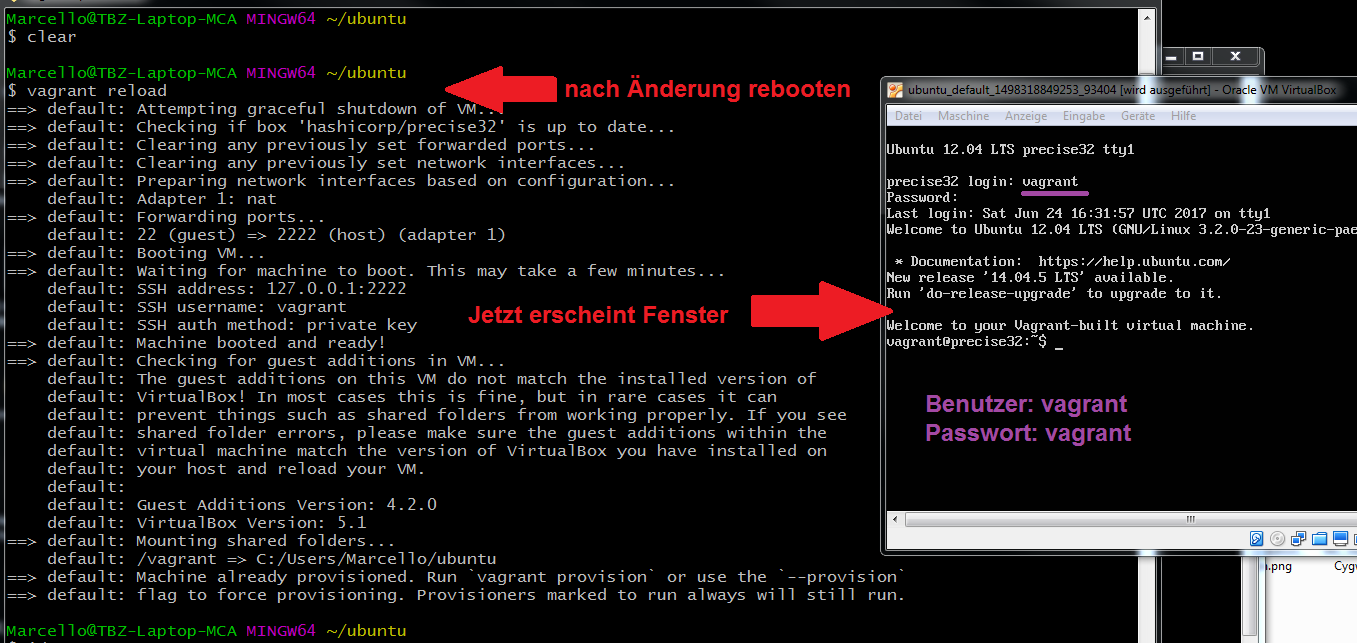 Marcello@TBZ-Laptop-MCA MINGW64 ~/ubuntu
$ clear
Marcello@TBZ-Laptop-MCA MINGW64 ~/ubuntu
$ vagrant reload
==> default: Attempting graceful shutdown of VM...
==> default: Checking if box 'hashicorp/precise32' is up to date...
==> default: Clearing any previously set forwarded ports...
==> default: Clearing any previously set network interfaces...
==> default: Preparing network interfaces based on configuration...
default: Adapter 1: nat
==> default: Forwarding ports...
default: 22 (guest) => 2222 (host) (adapter 1)
==> default: Booting VM...
==> default: Waiting for machine to boot. This may take a few minutes...
default: SSH address: 127.0.0.1:2222
default: SSH username: vagrant
default: SSH auth method: private key
==> default: Machine booted and ready!
==> default: Checking for guest additions in VM...
default: The guest additions on this VM do not match the installed version of
default: VirtualBox! In most cases this is fine, but in rare cases it can
default: prevent things such as shared folders from working properly. If you see
default: shared folder errors, please make sure the guest additions within the
default: virtual machine match the version of VirtualBox you have installed on
default: your host and reload your VM.
default:
default: Guest Additions Version: 4.2.0
default: VirtualBox Version: 5.1
==> default: Mounting shared folders...
default: /vagrant => C:/Users/Marcello/ubuntu
==> default: Machine already provisioned. Run `vagrant provision` or use the `--provision`
==> default: flag to force provisioning. Provisioners marked to run always will still run.
Marcello@TBZ-Laptop-MCA MINGW64 ~/ubuntu
nach Änderung rebooten
Jetzt erscheint Fenster
ubuntu_default_1498318849253_93404 [wird ausgeführt] - Oracle VM VirtualBox
Datei Maschine Anzeige Eingabe Geräte Hilfe
Ubuntu 12.04 LTS precise32 tty1
precise32 login: vagrant
Password:
Last login: Sat Jun 24 16:31:57 UTC 2017 on tty1
Welcome to Ubuntu 12.04 LTS (GNU/Linux 3.2.0-23-generic-pae
* Documentation: https://help.ubuntu.com/
New release '14.04.5 LTS' available.
Run 'do-release-upgrade' to upgrade to it.
Welcome to your Vagrant-built virtual machine.
vagrant@precise32:~$ _
Benutzer: vagrant
Passwort: vagrant
.png